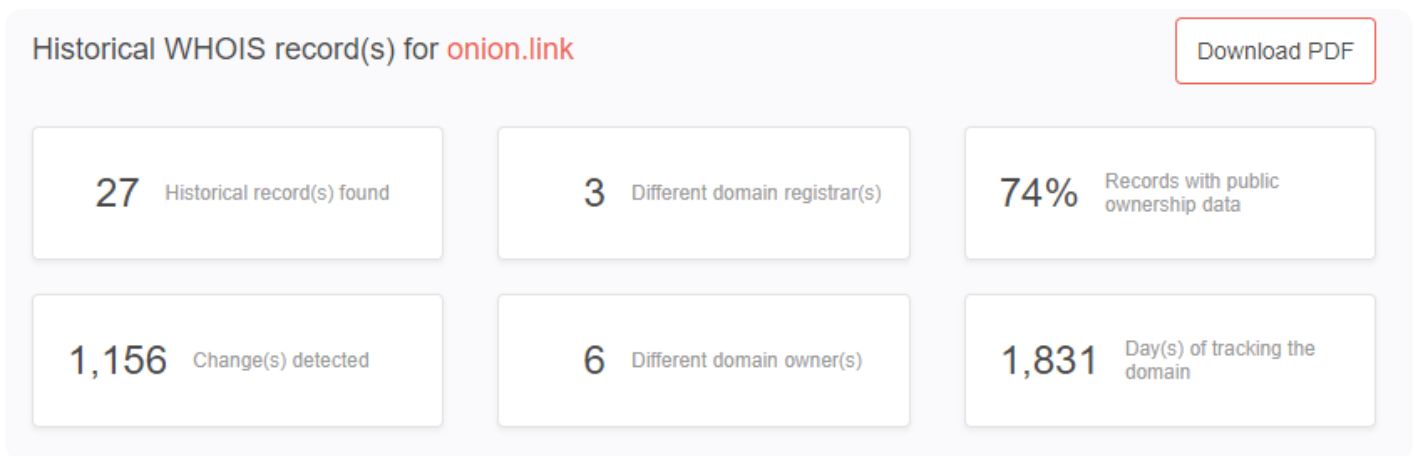 Historical WHOIS record(s) for onion.link
Download PDF
27 Historical record(s) found
3 Different domain registrar(s)
74% Records with public
ownership data
1,156 Change(s) detected
6 Different domain owner(s)
1,831 Day(s) of tracking the
domain